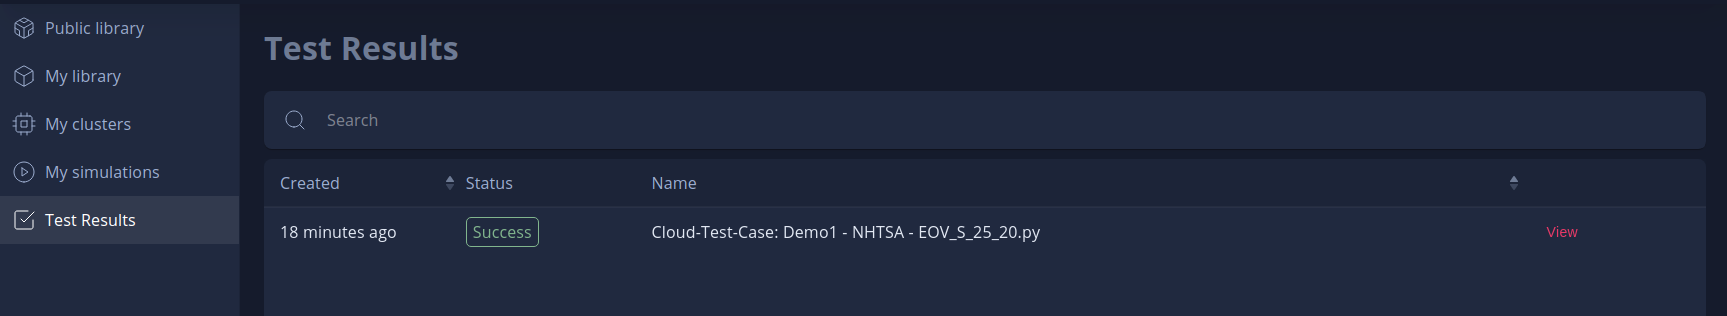 Public library
My library
My clusters
My simulations
Test Results
Test Results
Search
Created Status Name
18 minutes ago Success Cloud-Test-Case: Demo1 - NHTSA - EOV_S_25_20.py View